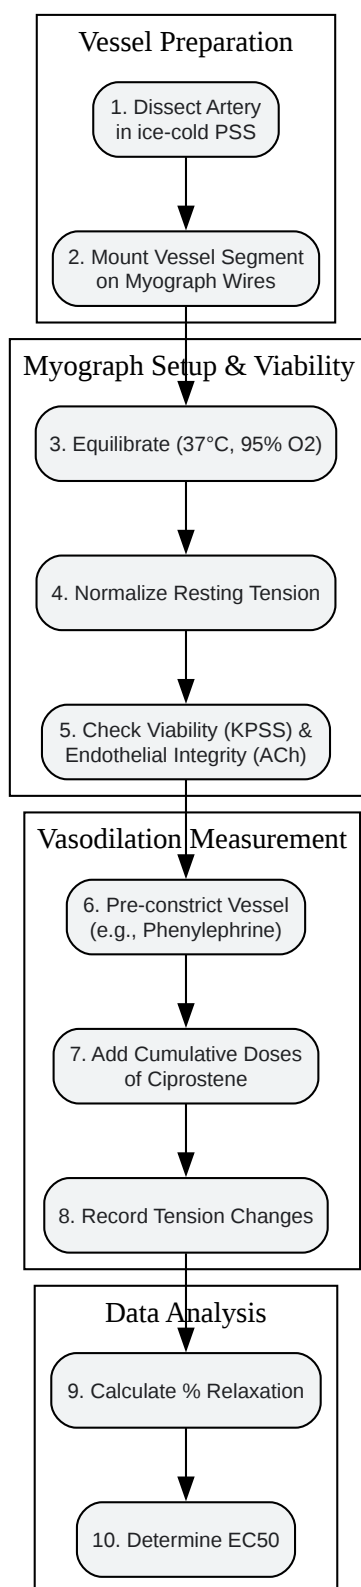 Vessel Preparation
1. Dissect Artery
in ice-cold PSS
2. Mount Vessel Segment
on Myograph Wires
Myograph Setup & Viability
3. Equilibrate (37°C, 95% O2)
4. Normalize Resting Tension
5. Check Viability (KPSS) &
Endothelial Integrity (ACh)
Vasodilation Measurement
6. Pre-constrict Vessel
(e.g., Phenylephrine)
7. Add Cumulative Doses
of Ciprostene
8. Record Tension Changes
Data Analysis
9. Calculate % Relaxation
10. Determine EC50